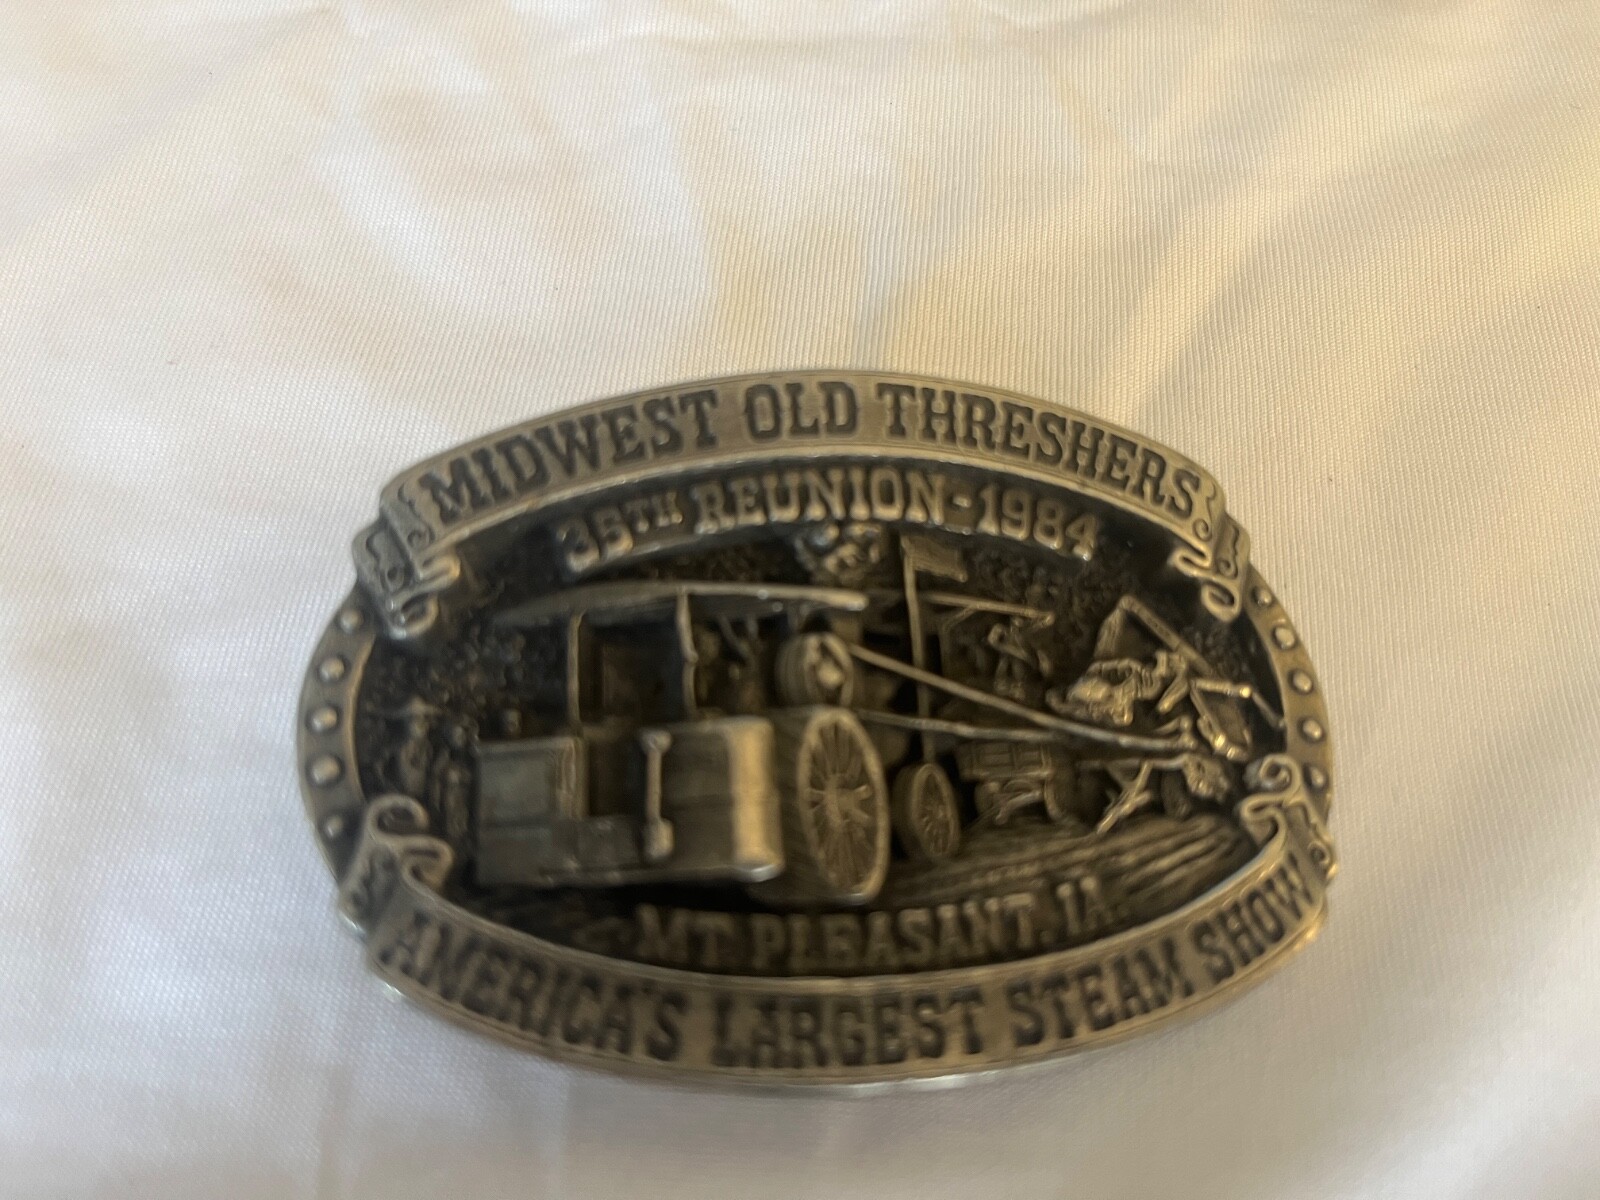 MIDWEST OLD THRESHERS
35TH REUNION - 1984
MT. PLEASANT, IA.
AMERICA'S LARGEST STEAM SHOW